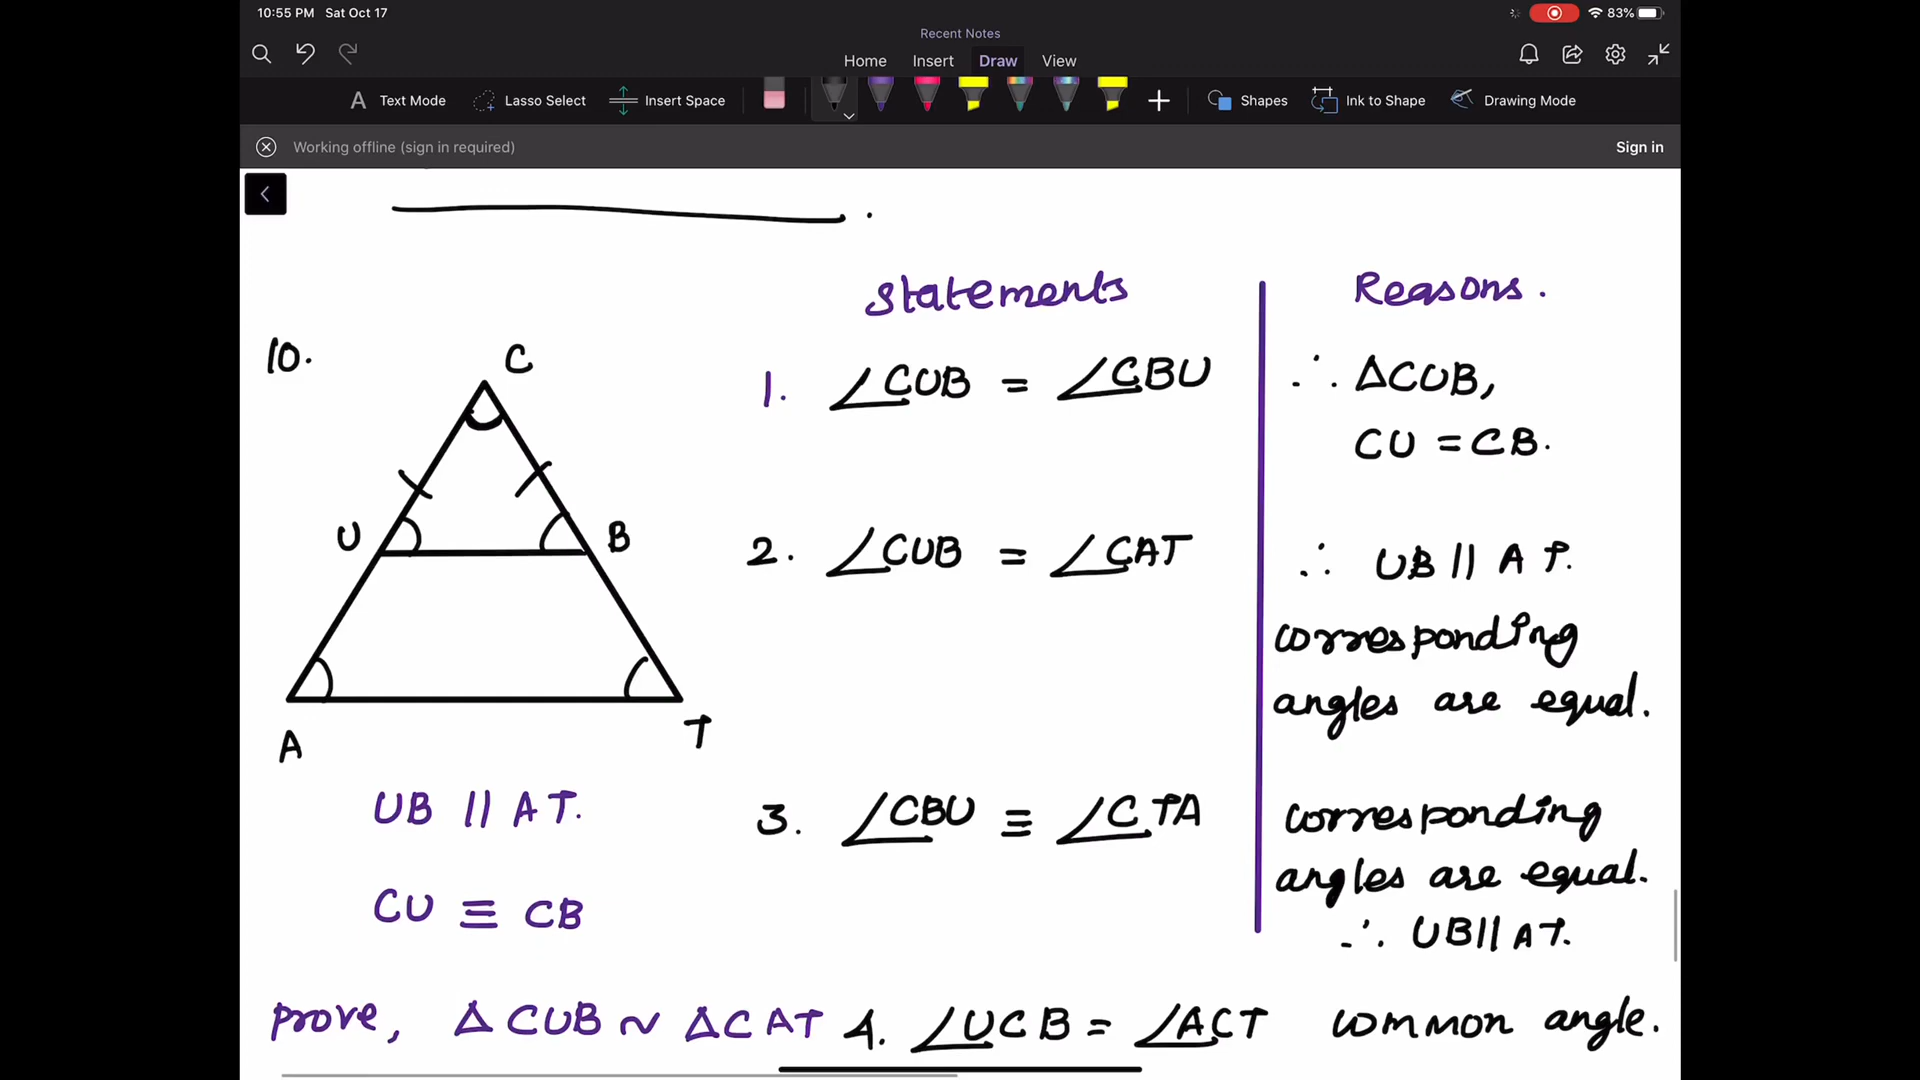 10:55 PM Sat Oct 17
83%
Recent Notes
Home Insert Draw View
Text Mode Lasso Select Insert Space Shapes Ink to Shape Drawing Mode
Working offline (sign in required)
Sign in
Statements Reasons.
10.
C
U
B
A
T
UB || AT.
CU ≡ CB
prove, △CUB ~ △CAT
1. ∠CUB = ∠CBU
∴ △CUB,
CU = CB.
2. ∠CUB = ∠CAT
∴ UB || AT.
corresponding
angles are equal.
3. ∠CBU ≡ ∠CTA
corresponding
angles are equal.
∴ UB || AT.
4. ∠UCB = ∠ACT
common angle.